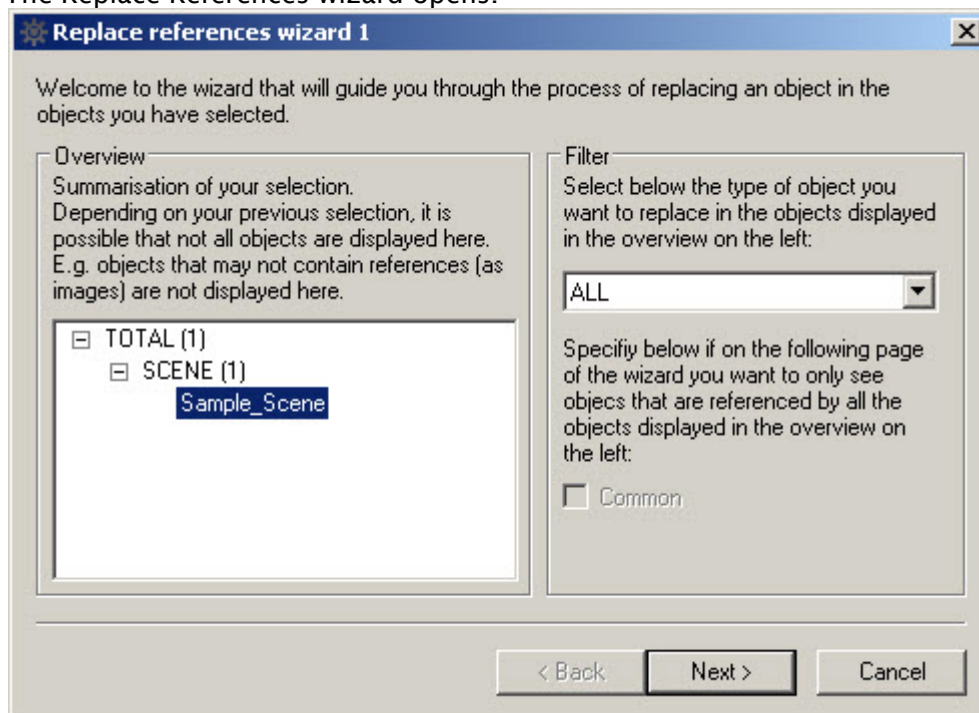 The Replace References wizard opens.
Replace references wizard 1
Welcome to the wizard that will guide you through the process of replacing an object in the
objects you have selected.
Overview
Summarisation of your selection.
Depending on your previous selection, it is
possible that not all objects are displayed here.
E.g. objects that may not contain references (as
images) are not displayed here.
TOTAL (1)
SCENE (1)
Sample_Scene
Filter
Select below the type of object you
want to replace in the objects displayed
in the overview on the left:
ALL
Specifiy below if on the following page
of the wizard you want to only see
objecs that are referenced by all the
objects displayed in the overview on
the left:
Common
< Back
Next >
Cancel